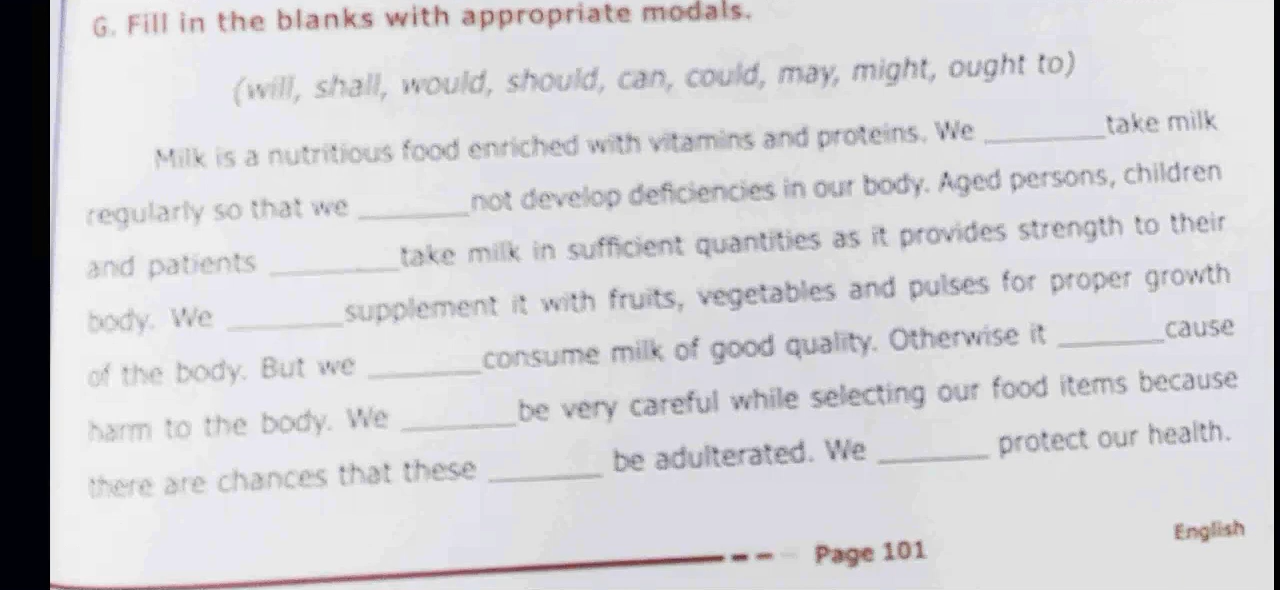 G. Fill in the blanks with appropriate modals.
(will, shall, would, should, can, could, may, might, ought to)
Milk is a nutritious food enriched with vitamins and proteins. We ________ take milk
regularly so that we ________ not develop deficiencies in our body. Aged persons, children
and patients ________ take milk in sufficient quantities as it provides strength to their
body. We ________ supplement it with fruits, vegetables and pulses for proper growth
of the body. But we ________ consume milk of good quality. Otherwise it ________ cause
harm to the body. We ________ be very careful while selecting our food items because
there are chances that these ________ be adulterated. We ________ protect our health.
English
Page 101